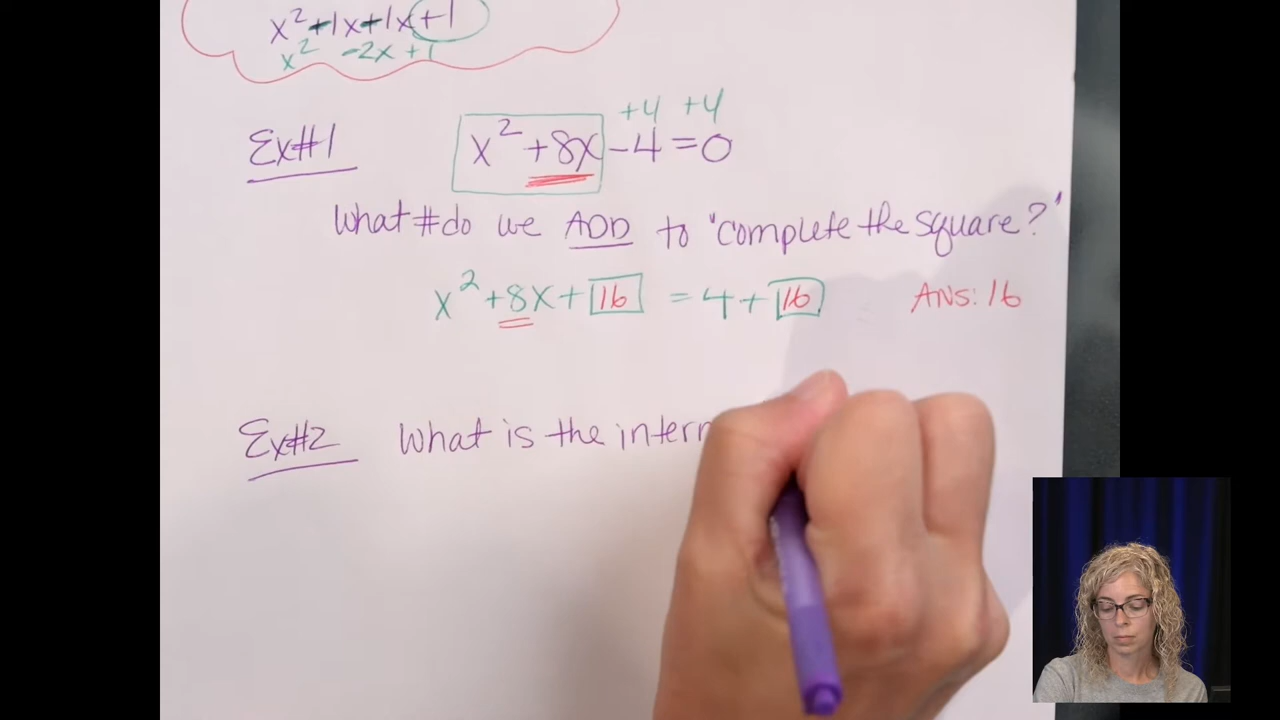 x² +1x+1x+1
x² -2x +1
+4 +4
Ex#1 x² +8x -4 = 0
What # do we ADD to "complete the square?"
x² +8x + 16 = 4 + 16 Ans: 16
Ex#2 What is the inter